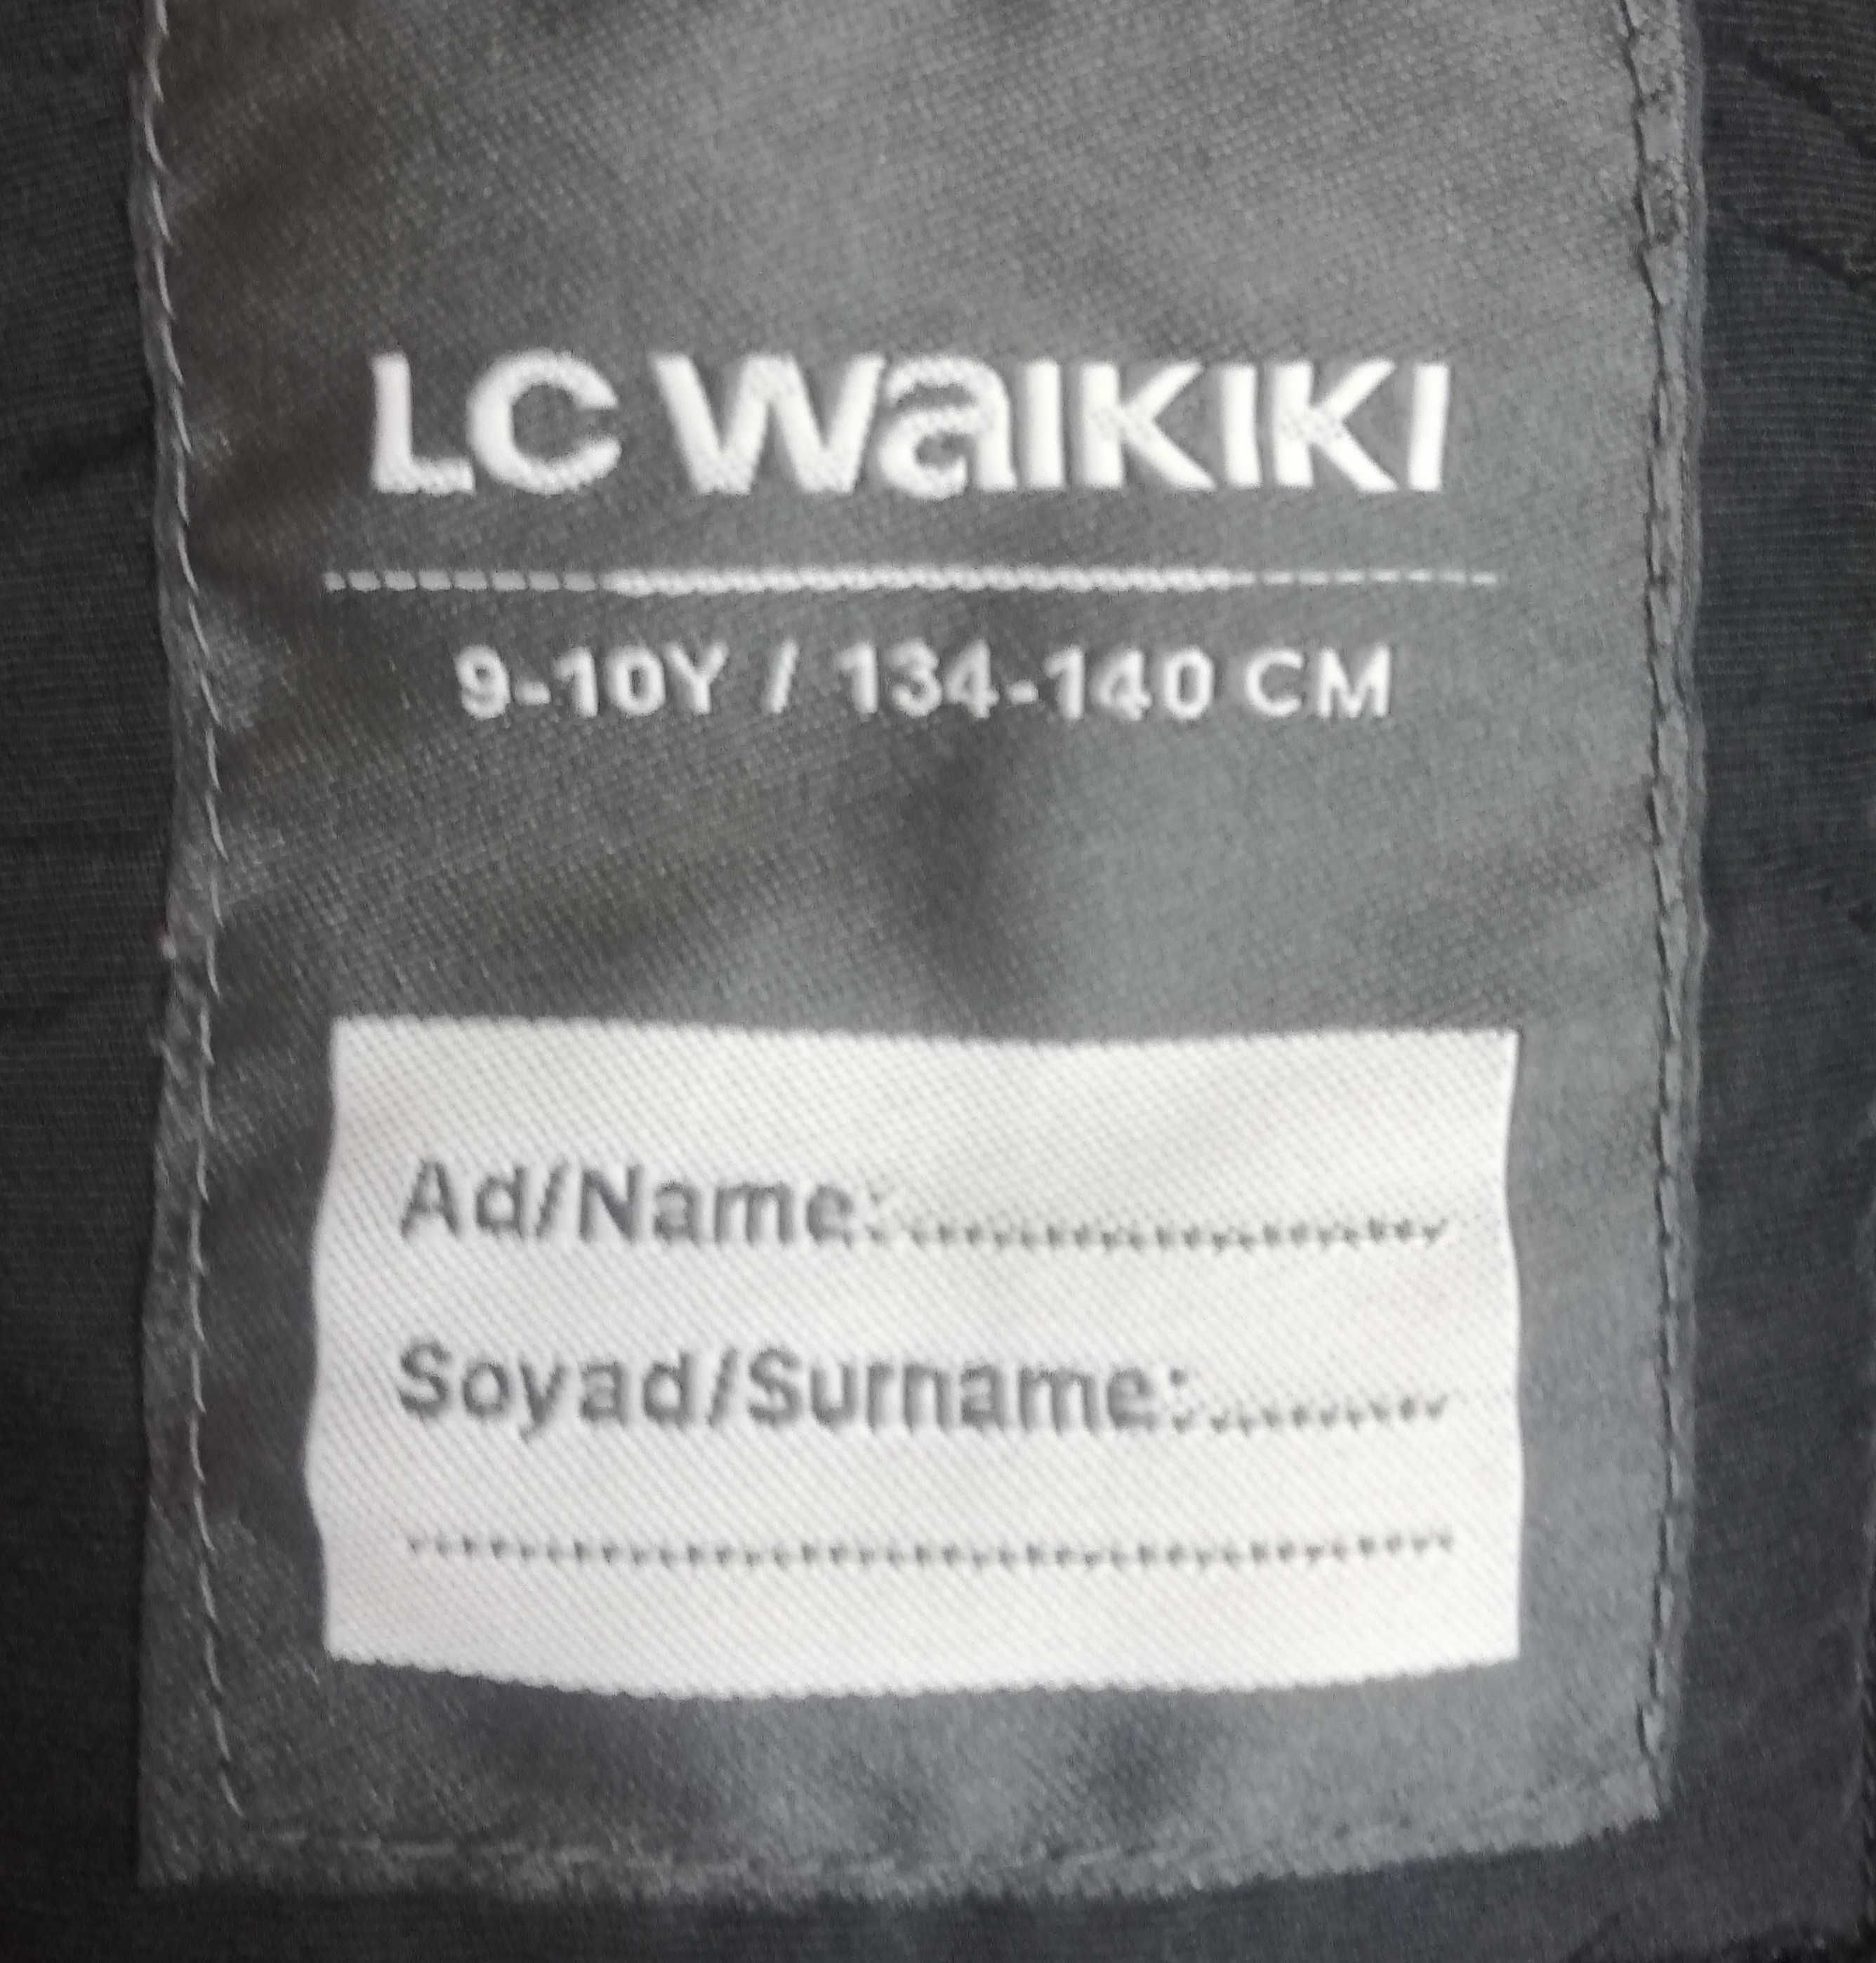 LC WaiKiKi
9-10Y / 134-140 CM
Ad/Name:....................
Soyad/Surname:..........
........................................